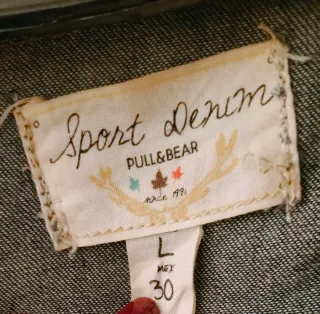 Sport Denim
PULL&BEAR
since 1991
L
MEX
30